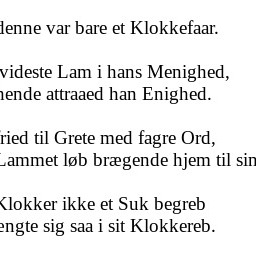 denne var bare et Klokkefaar.
videste Lam i hans Menighed,
nende attraaed han Enighed.
ried til Grete med fagre Ord,
Lammet løb brægende hjem til sin
Klokker ikke et Suk begreb
engte sig saa i sit Klokkereb.